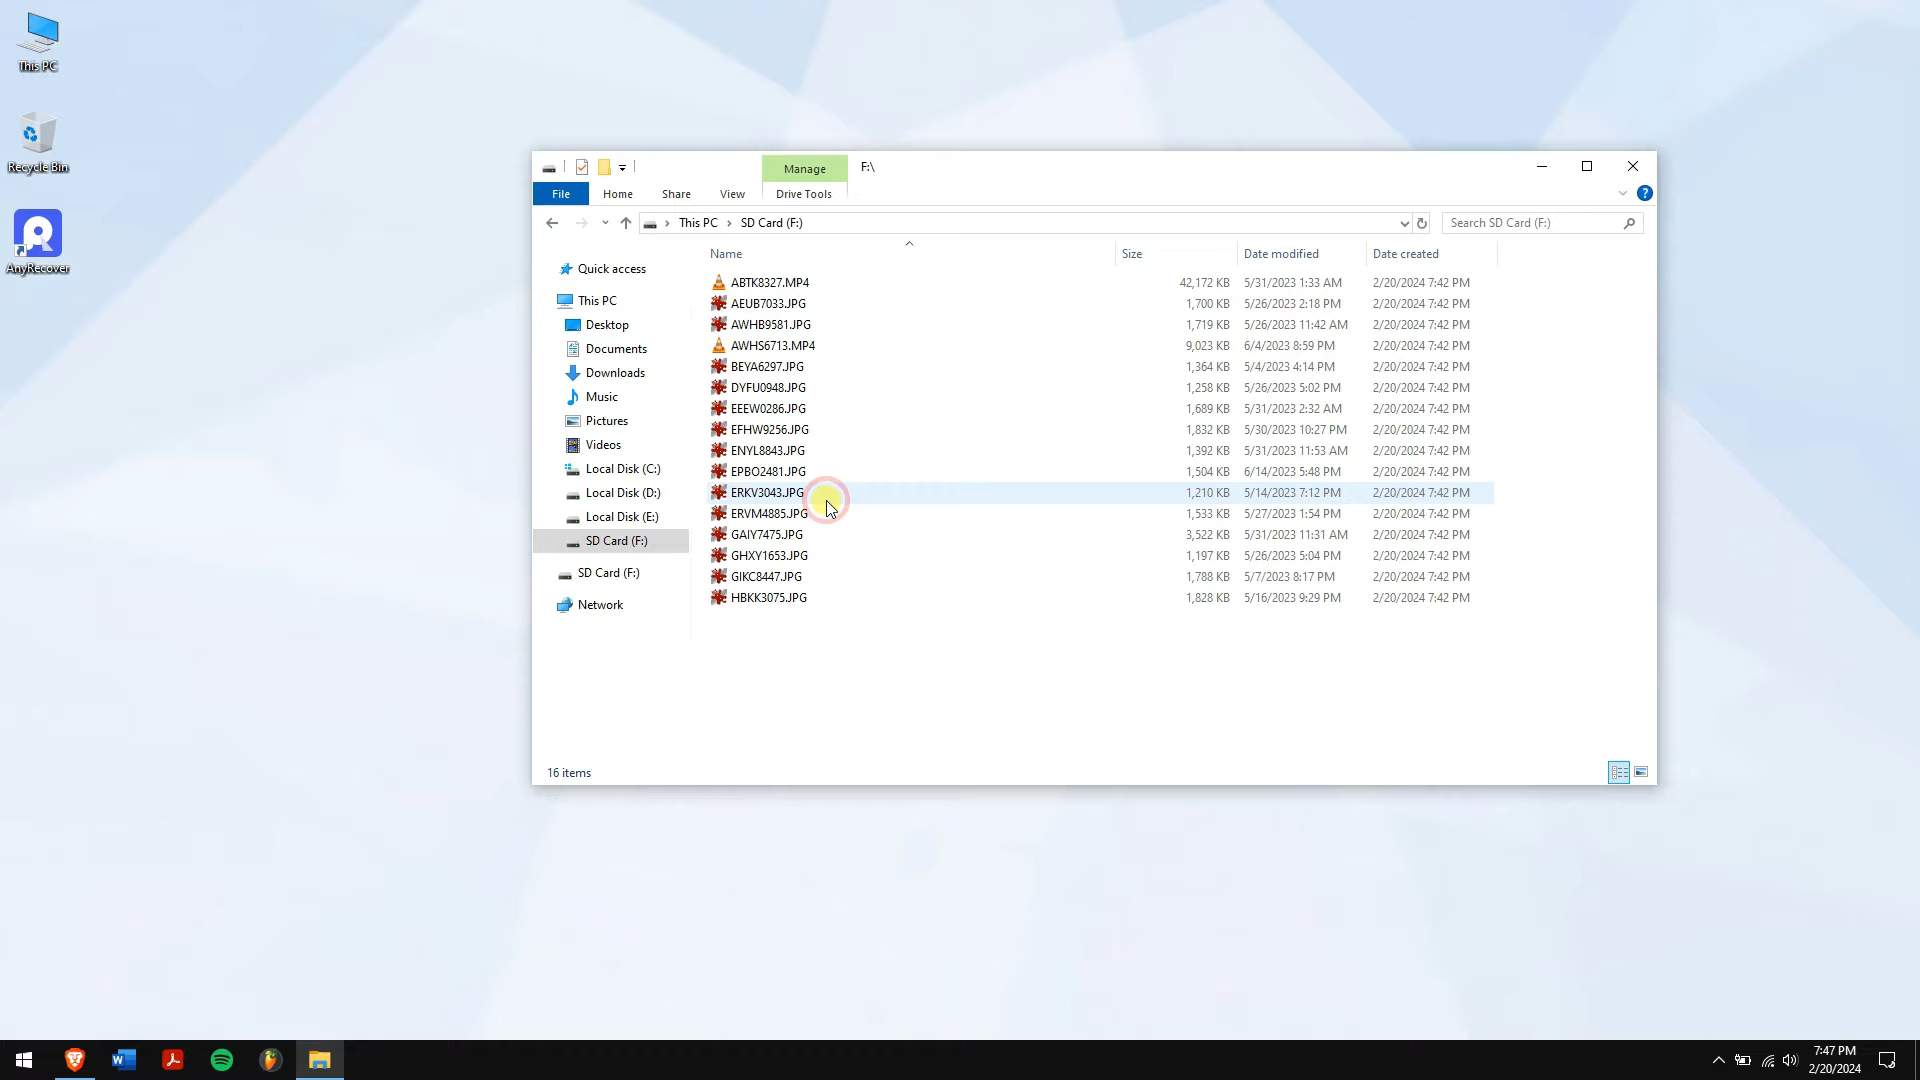 This PC
Recycle Bin
AnyRecover
Manage F:\
File Home Share View Drive Tools
This PC SD Card (F:) Search SD Card (F:)
Name Size Date modified Date created
Quick access
This PC
Desktop
Documents
Downloads
Music
Pictures
Videos
Local Disk (C:)
Local Disk (D:)
Local Disk (E:)
SD Card (F:)
SD Card (F:)
Network
ABTK8327.MP4 42,172 KB 5/31/2023 1:33 AM 2/20/2024 7:42 PM
AEUB7033.JPG 1,700 KB 5/26/2023 2:18 PM 2/20/2024 7:42 PM
AWHB9581.JPG 1,719 KB 5/26/2023 11:42 AM 2/20/2024 7:42 PM
AWHS6713.MP4 9,023 KB 6/4/2023 8:59 PM 2/20/2024 7:42 PM
BEYA6297.JPG 1,364 KB 5/4/2023 4:14 PM 2/20/2024 7:42 PM
DYFU0948.JPG 1,258 KB 5/26/2023 5:02 PM 2/20/2024 7:42 PM
EEEW0286.JPG 1,689 KB 5/31/2023 2:32 AM 2/20/2024 7:42 PM
EFHW9256.JPG 1,832 KB 5/30/2023 10:27 PM 2/20/2024 7:42 PM
ENYL8843.JPG 1,392 KB 5/31/2023 11:53 AM 2/20/2024 7:42 PM
EPBO2481.JPG 1,504 KB 6/14/2023 5:48 PM 2/20/2024 7:42 PM
ERKV3043.JPG 1,210 KB 5/14/2023 7:12 PM 2/20/2024 7:42 PM
ERVM4885.JPG 1,533 KB 5/27/2023 1:54 PM 2/20/2024 7:42 PM
GAIY7475.JPG 3,522 KB 5/31/2023 11:31 AM 2/20/2024 7:42 PM
GHXY1653.JPG 1,197 KB 5/26/2023 5:04 PM 2/20/2024 7:42 PM
GIKC8447.JPG 1,788 KB 5/7/2023 8:17 PM 2/20/2024 7:42 PM
HBKK3075.JPG 1,828 KB 5/16/2023 9:29 PM 2/20/2024 7:42 PM
16 items
7:47 PM
2/20/2024